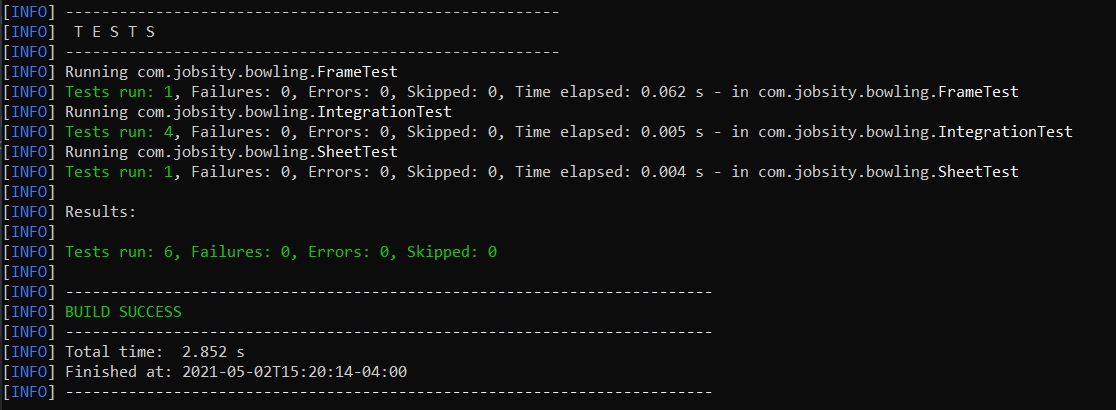 [INFO] -------------------------------------------------------
[INFO]  T E S T S
[INFO] -------------------------------------------------------
[INFO] Running com.jobsity.bowling.FrameTest
[INFO] Tests run: 1, Failures: 0, Errors: 0, Skipped: 0, Time elapsed: 0.062 s - in com.jobsity.bowling.FrameTest
[INFO] Running com.jobsity.bowling.IntegrationTest
[INFO] Tests run: 4, Failures: 0, Errors: 0, Skipped: 0, Time elapsed: 0.005 s - in com.jobsity.bowling.IntegrationTest
[INFO] Running com.jobsity.bowling.SheetTest
[INFO] Tests run: 1, Failures: 0, Errors: 0, Skipped: 0, Time elapsed: 0.004 s - in com.jobsity.bowling.SheetTest
[INFO]
[INFO] Results:
[INFO]
[INFO] Tests run: 6, Failures: 0, Errors: 0, Skipped: 0
[INFO]
[INFO] ------------------------------------------------------------------------
[INFO] BUILD SUCCESS
[INFO] ------------------------------------------------------------------------
[INFO] Total time:  2.852 s
[INFO] Finished at: 2021-05-02T15:20:14-04:00
[INFO] ------------------------------------------------------------------------